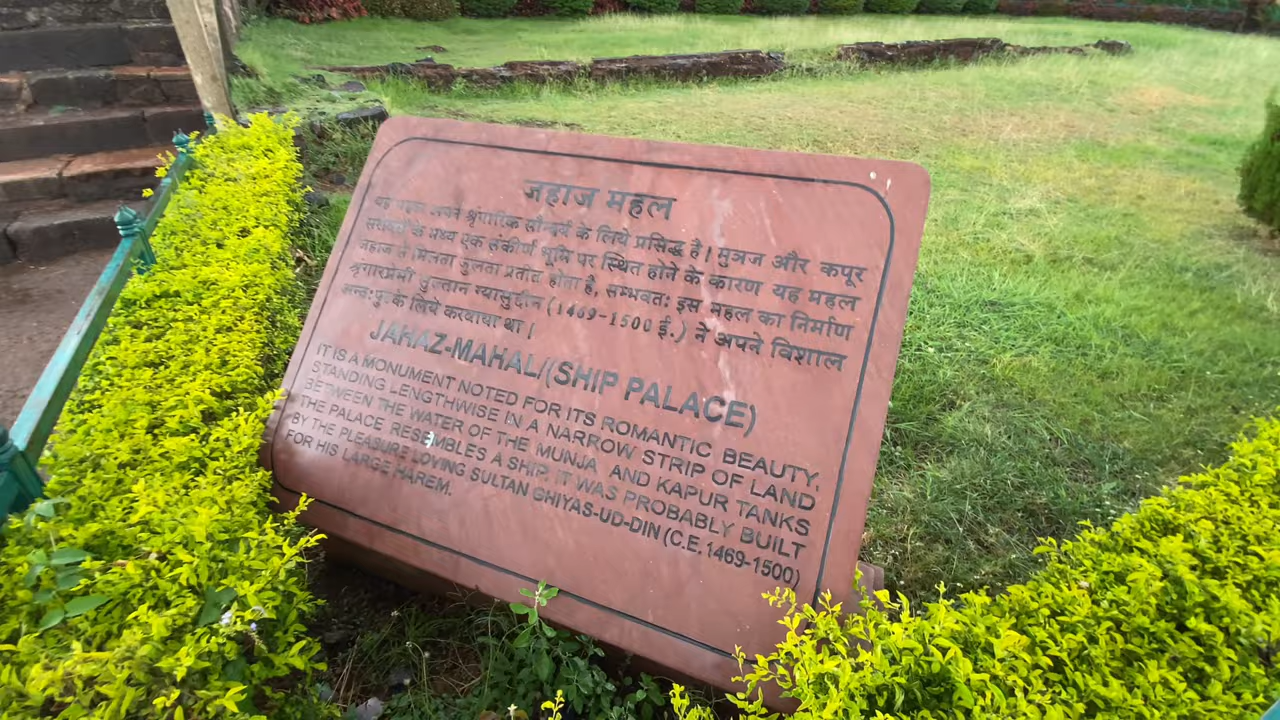 जहाज महल
यह महल अपने श्रृंगारिक सौन्दर्य के लिये प्रसिद्ध है। मुञज और कपूर
के मध्य एक संकीर्ण भूमि पर स्थित होने के कारण यह महल
जहाज से मिलता जुलता प्रतीत होता है, सम्भवतः इस महल का निर्माण
श्रृंगारप्रेमी सुल्तान ग्यासुद्दीन (1469-1500 ई.) ने अपने विशाल
के लिये करवाया था।
JAHAZ-MAHAL/(SHIP PALACE)
IT IS A MONUMENT NOTED FOR ITS ROMANTIC BEAUTY,
STANDING LENGTHWISE IN A NARROW STRIP OF LAND
BETWEEN THE WATER OF THE MUNJA AND KAPUR TANKS
THE PALACE RESEMBLES A SHIP. IT WAS PROBABLY BUILT
BY THE PLEASURE LOVING SULTAN GHIYAS-UD-DIN (C.E.1469-1500)
FOR HIS LARGE HAREM.